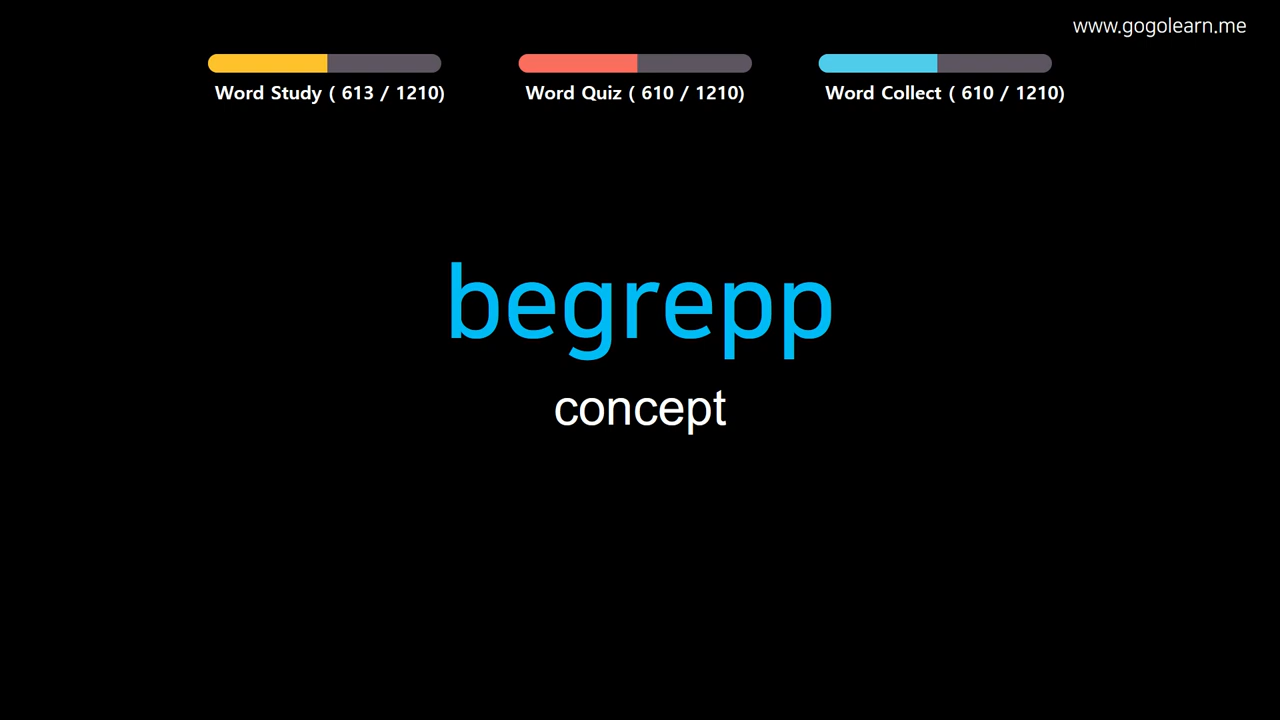 www.gogolearn.me
Word Study ( 613 / 1210)
Word Quiz ( 610 / 1210)
Word Collect ( 610 / 1210)
begrepp
concept